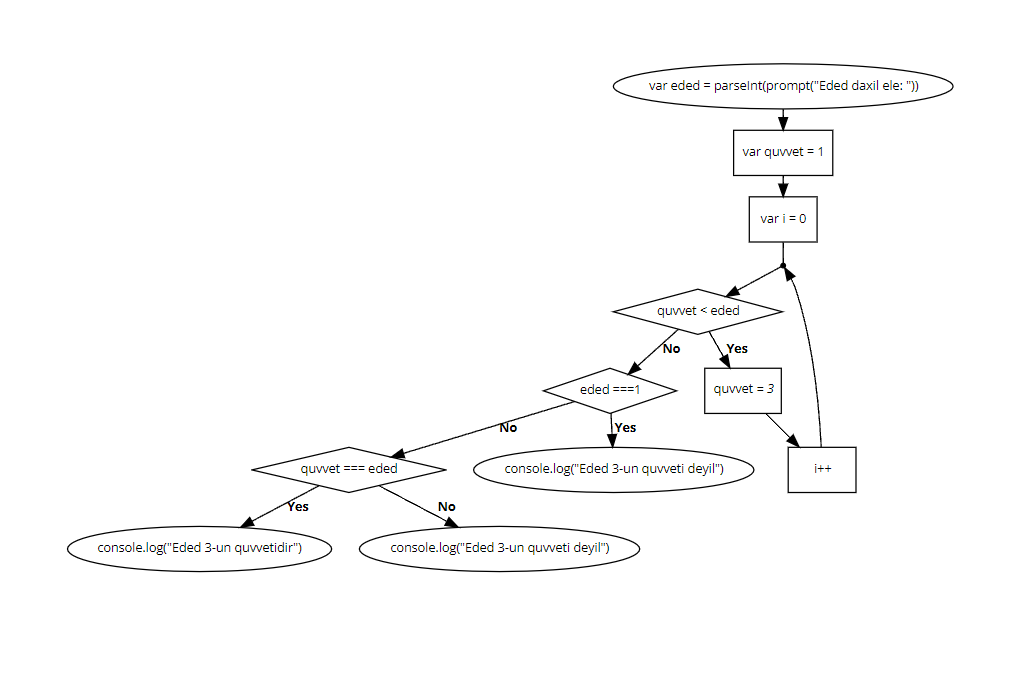 var eded = parseInt(prompt("Eded daxil ele: "))
var quvvet = 1
var i = 0
quvvet < eded
No
Yes
eded ===1
quvvet = 3
No
Yes
quvvet === eded
console.log("Eded 3-un quvveti deyil")
i++
Yes
No
console.log("Eded 3-un quvvetidir")
console.log("Eded 3-un quvveti deyil")